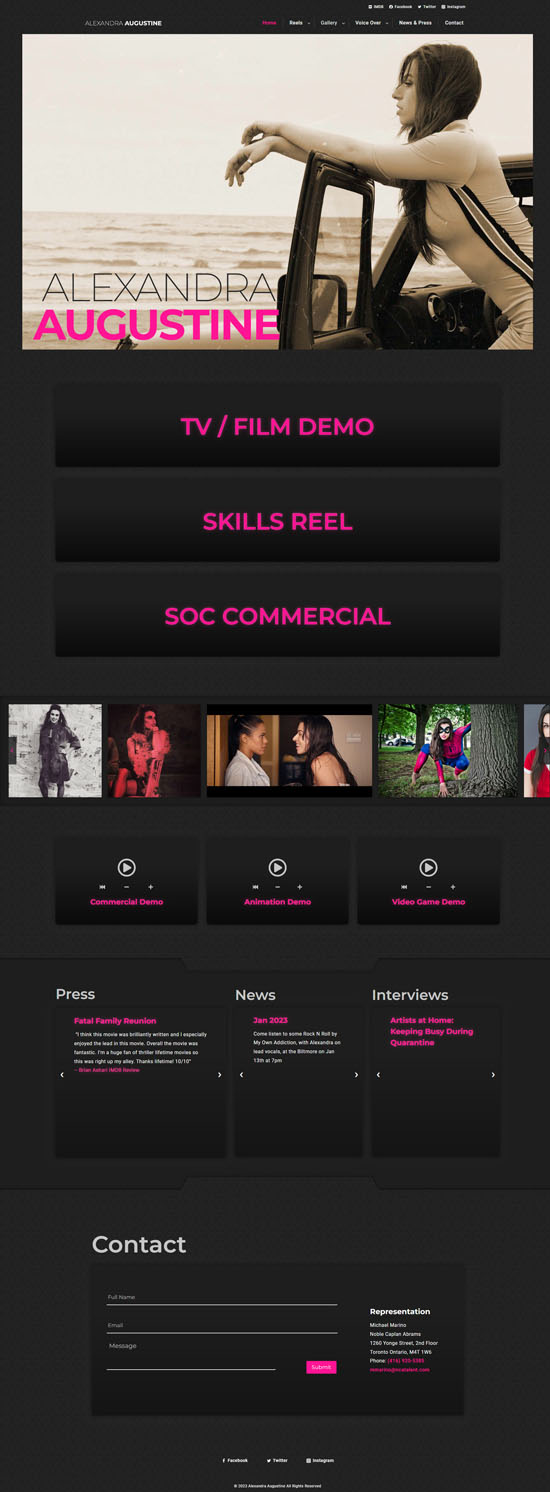 IMDB Facebook Twitter Instagram
ALEXANDRA AUGUSTINE
Home Reels Gallery Voice Over News & Press Contact
ALEXANDRA
AUGUSTINE
TV / FILM DEMO
SKILLS REEL
SOC COMMERCIAL
Commercial Demo
Animation Demo
Video Game Demo
Press
Fatal Family Reunion
"I think this movie was brilliantly written and I especially
enjoyed the lead in this movie. Overall the movie was
fantastic. I'm a huge fan of thriller lifetime movies so
this was right up my alley. Thanks lifetime! 10/10"
-- Brian Ashari IMDB Review
News
Jan 2023
Come listen to some Rock N Roll by
My Own Addiction, with Alexandra on
lead vocals, at the Biltmore on Jan
13th at 7pm
Interviews
Artists at Home:
Keeping Busy During
Quarantine
Contact
Full Name
Email
Message
Submit
Representation
Michael Marino
Noble Caplan Abrams
1260 Yonge Street, 2nd Floor
Toronto Ontario, M4T 1W6
Phone: (416) 920-5385
Facebook Twitter Instagram
© 2023 Alexandra Augustine All Rights Reserved